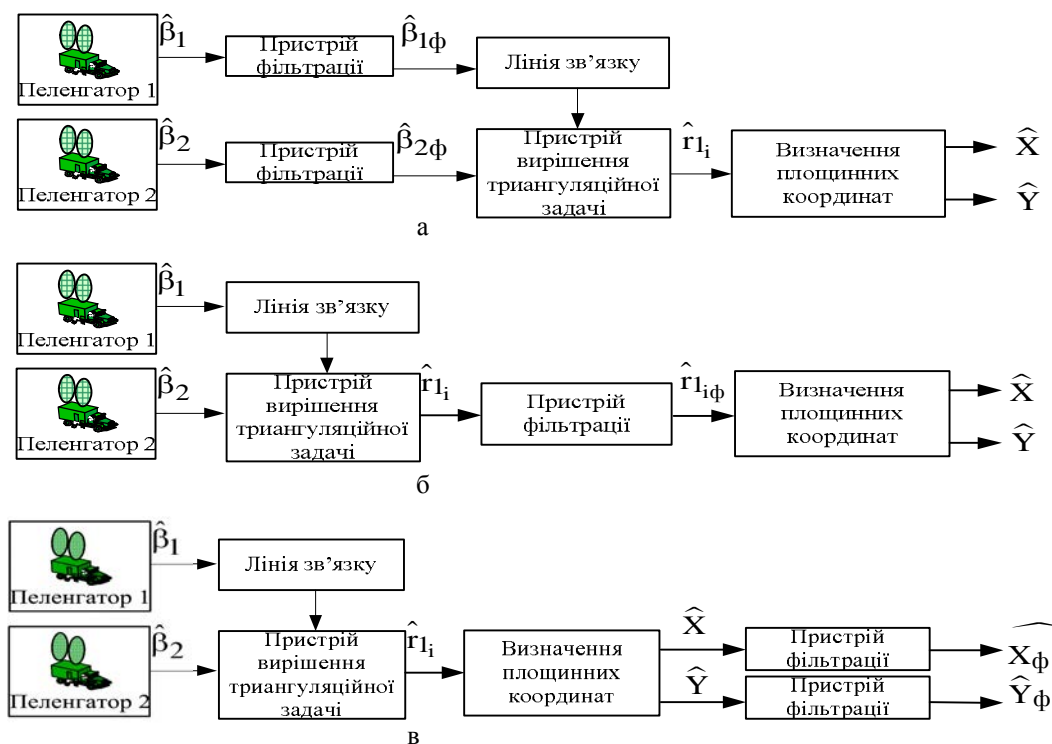 β̂₁
Пеленгатор 1
Пристрій
фільтрації
β̂₁ф
Лінія зв’язку
β̂₂
Пеленгатор 2
Пристрій
фільтрації
β̂₂ф
Пристрій
вирішення
триангуляційної
задачі
r̂₁ᵢ
Визначення
площинних
координат
X̂
Ŷ
а
β̂₁
Пеленгатор 1
Лінія зв’язку
β̂₂
Пеленгатор 2
Пристрій
вирішення
триангуляційної
задачі
r̂₁ᵢ
Пристрій
фільтрації
r̂₁ᵢф
Визначення
площинних
координат
X̂
Ŷ
б
β̂₁
Пеленгатор 1
Лінія зв’язку
β̂₂
Пеленгатор 2
Пристрій
вирішення
триангуляційної
задачі
r̂₁ᵢ
Визначення
площинних
координат
X̂
Ŷ
Пристрій
фільтрації
X̂ф
Пристрій
фільтрації
Ŷф
в